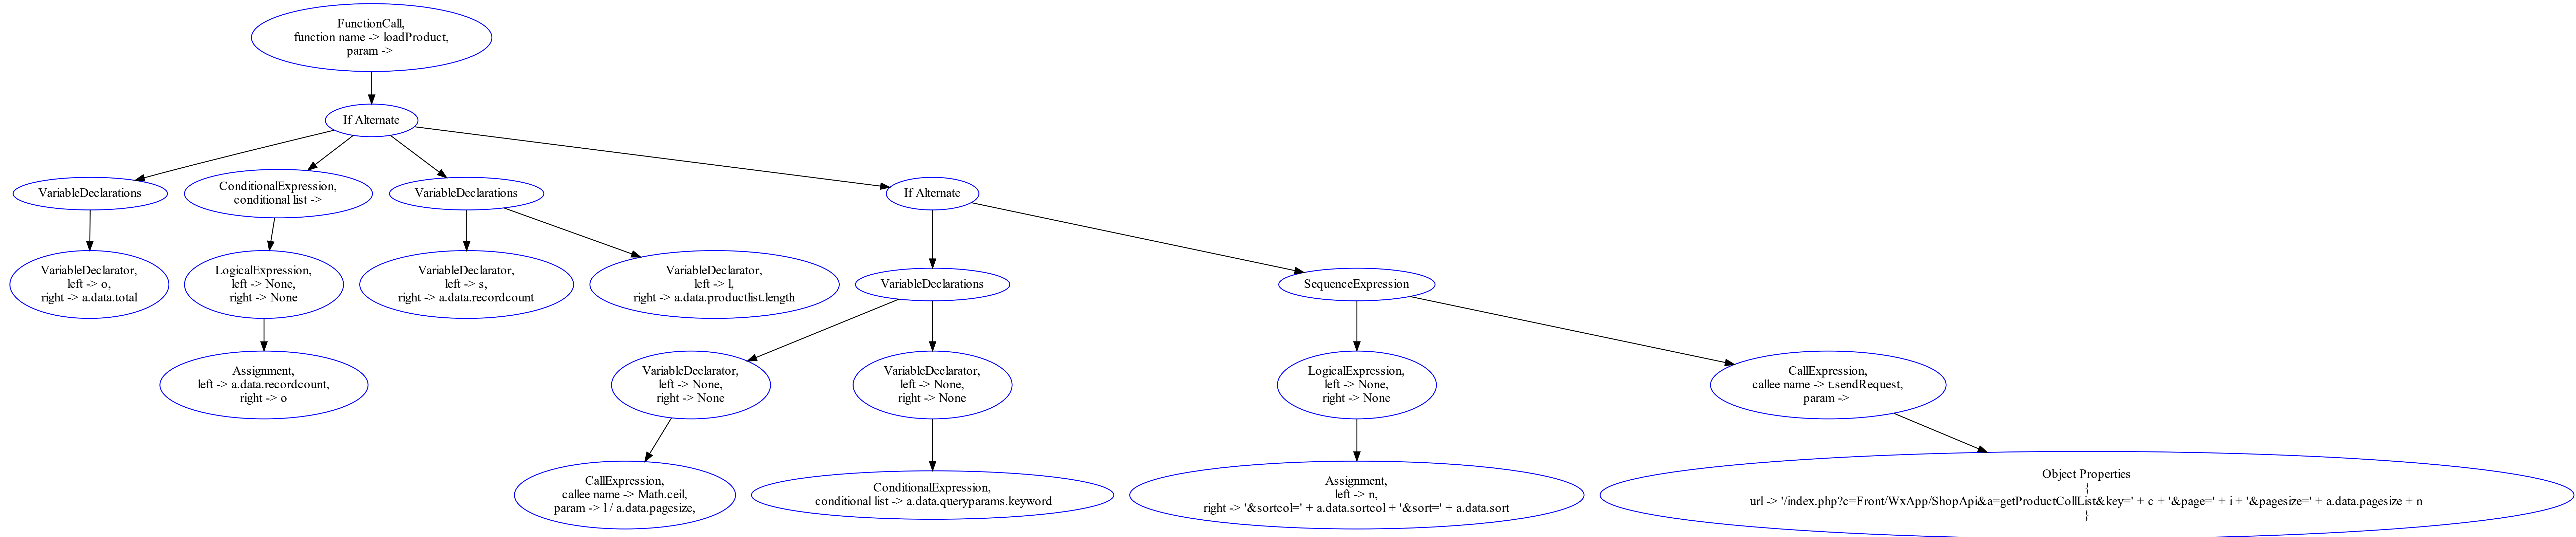 FunctionCall,
function name -> loadProduct,
param ->
If Alternate
VariableDeclarations
ConditionalExpression,
conditional list ->
VariableDeclarations
If Alternate
VariableDeclarator,
left -> o,
right -> a.data.total
LogicalExpression,
left -> None,
right -> None
VariableDeclarator,
left -> s,
right -> a.data.recordcount
VariableDeclarator,
left -> l,
right -> a.data.productlist.length
VariableDeclarations
SequenceExpression
Assignment,
left -> a.data.recordcount,
right -> o
VariableDeclarator,
left -> None,
right -> None
VariableDeclarator,
left -> None,
right -> None
LogicalExpression,
left -> None,
right -> None
CallExpression,
callee name -> t.sendRequest,
param ->
CallExpression,
callee name -> Math.ceil,
param -> l / a.data.pagesize,
ConditionalExpression,
conditional list -> a.data.queryparams.keyword
Assignment,
left -> n,
right -> '&sortcol=' + a.data.sortcol + '&sort=' + a.data.sort
Object Properties
{
url -> '/index.php?c=Front/WxApp/ShopApi&a=getProductCollList&key=' + c + '&page=' + i + '&pagesize=' + a.data.pagesize + n
}